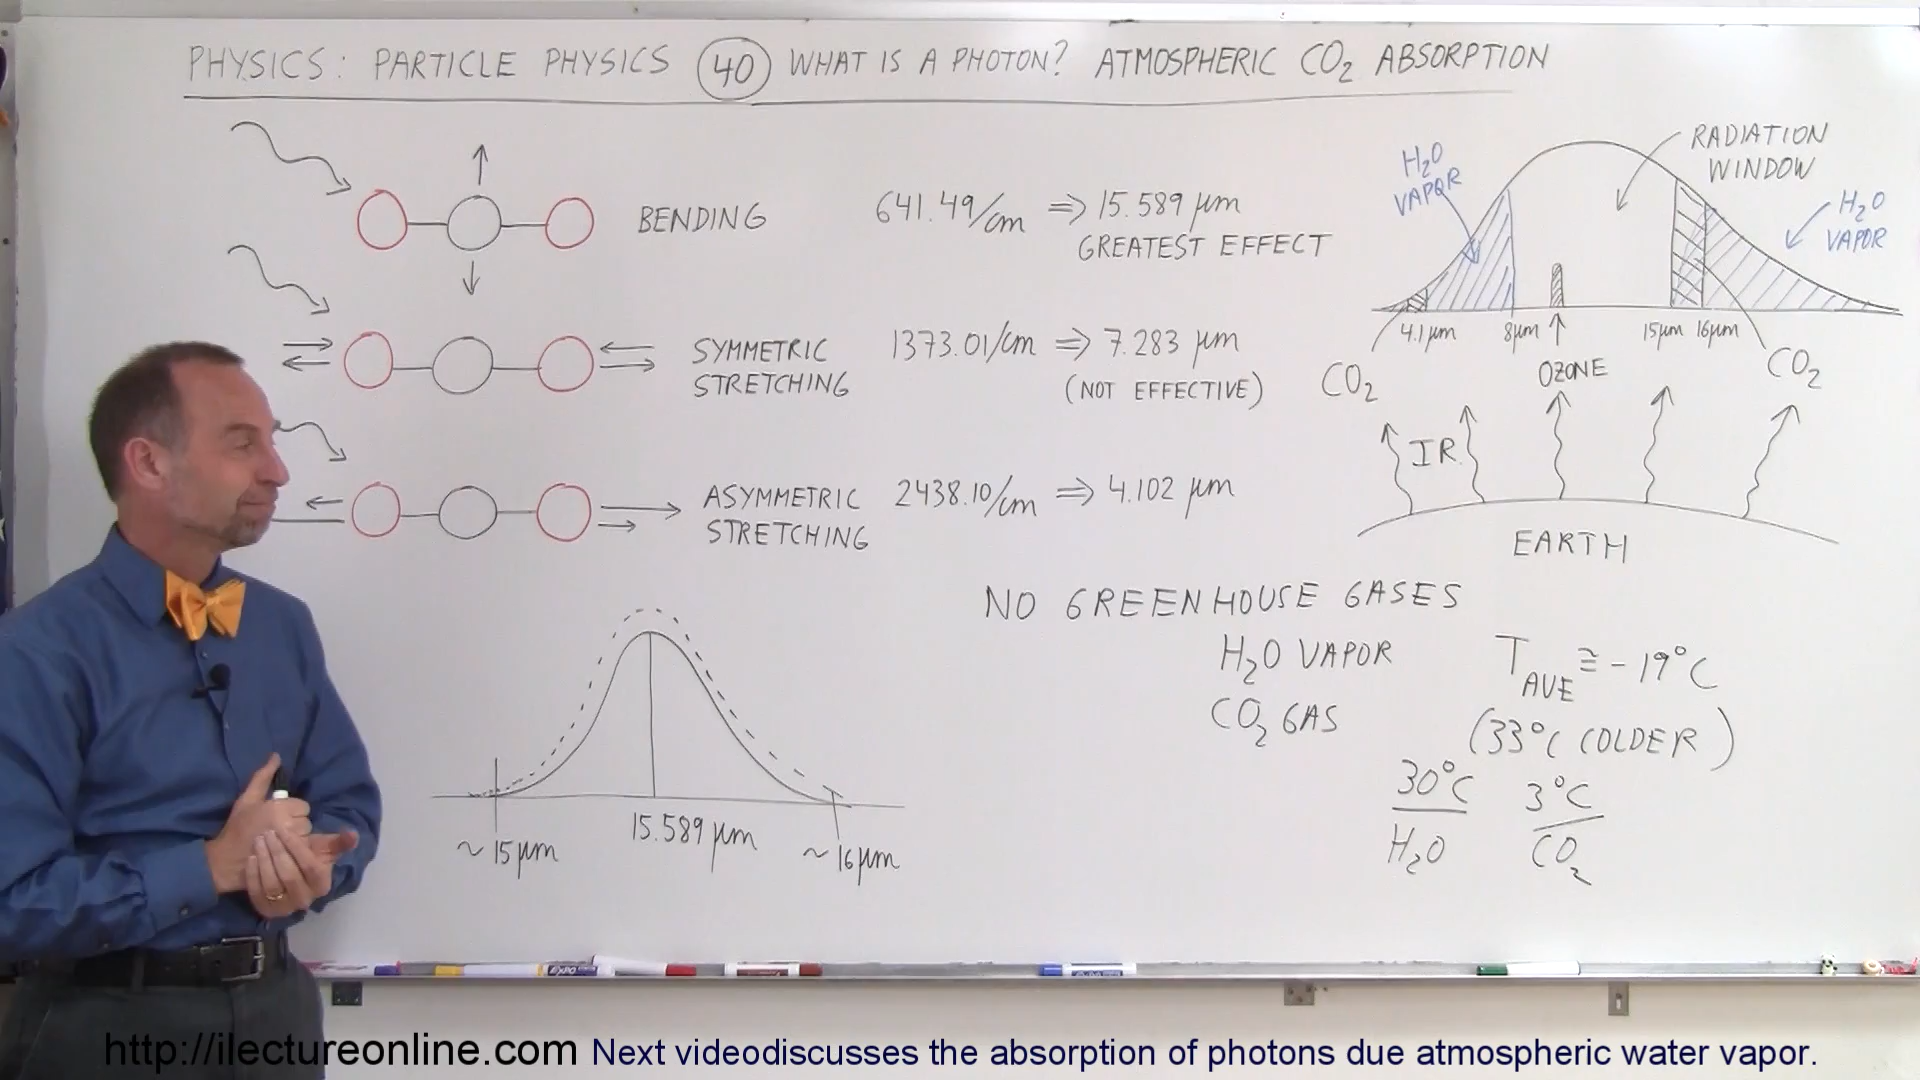 PHYSICS: PARTICLE PHYSICS 40 WHAT IS A PHOTON? ATMOSPHERIC CO2 ABSORPTION
BENDING 641.49/cm ⇒ 15.589 µm
GREATEST EFFECT
SYMMETRIC 1373.01/cm ⇒ 7.283 µm
STRETCHING (NOT EFFECTIVE)
ASYMMETRIC 2438.10/cm ⇒ 4.102 µm
STRETCHING
RADIATION
WINDOW
H2O
VAPOR
H2O
VAPOR
4.1µm 8µm 15µm 16µm
CO2 OZONE CO2
IR
EARTH
NO GREENHOUSE GASES
H2O VAPOR TAVE ≅ -19°C
CO2 GAS (33°C COLDER)
30°C 3°C
H2O CO2
~15µm 15.589 µm ~16µm
EXPO
http://ilectureonline.com Next videodiscusses the absorption of photons due atmospheric water vapor.